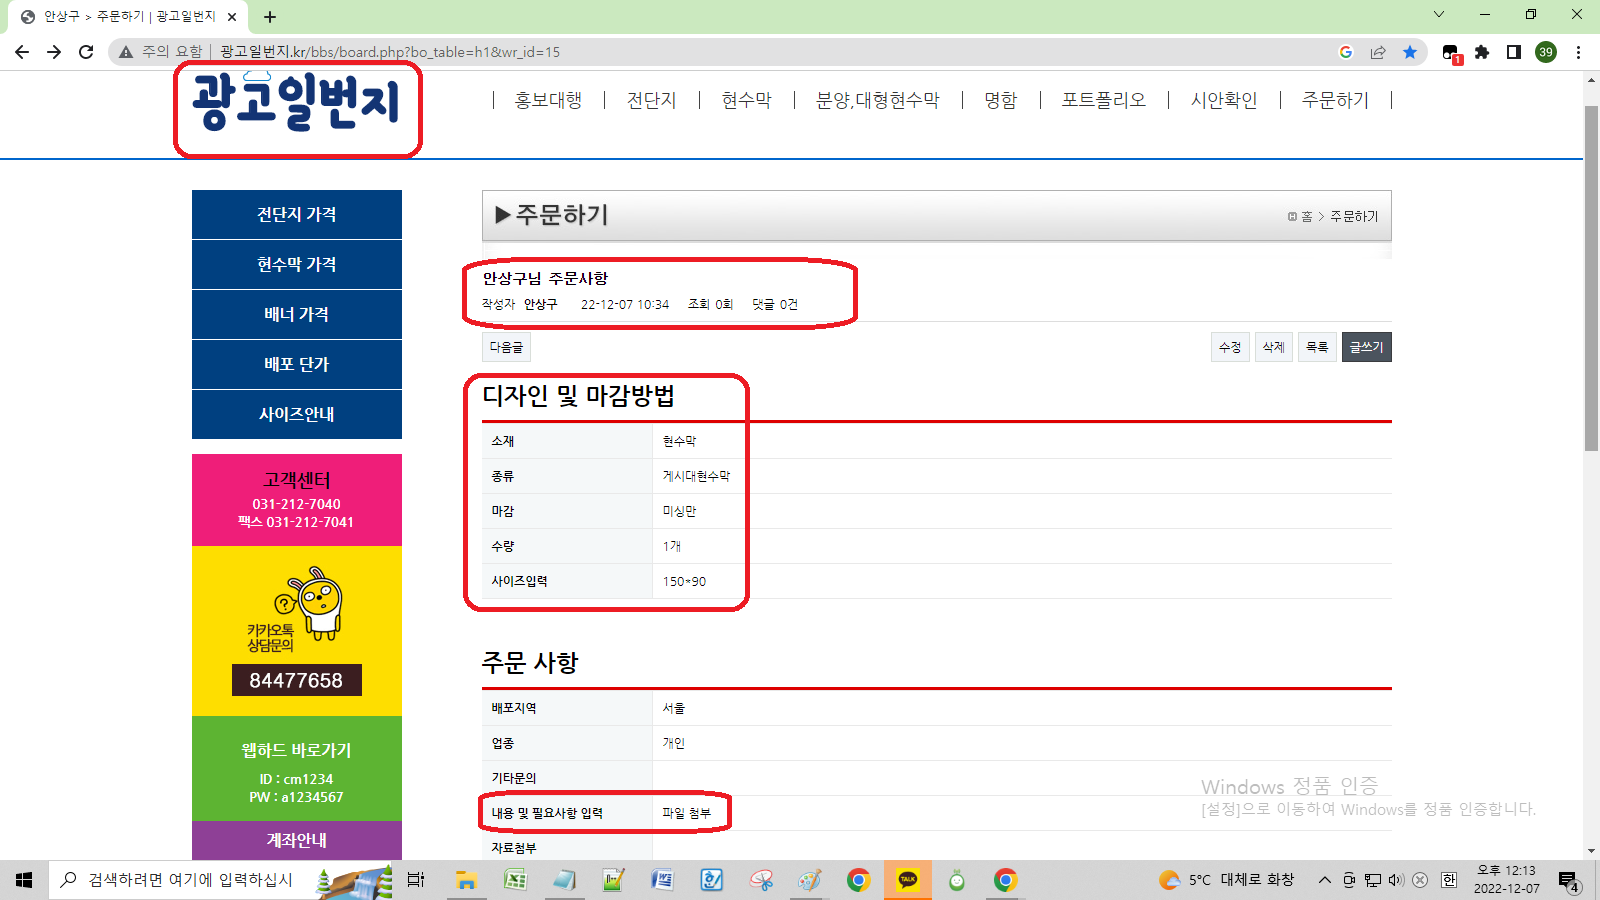 안상구 > 주문하기 | 광고일번지
주의 요함 | 광고일번지.kr/bbs/board.php?bo_table=h1&wr_id=15
1
39
광고일번지
| 홍보대행 | 전단지 | 현수막 | 분양,대형현수막 | 명함 | 포트폴리오 | 시안확인 | 주문하기 |
전단지 가격
현수막 가격
배너 가격
배포 단가
사이즈안내
고객센터
031-212-7040
팩스 031-212-7041
?
카카오톡
상담문의
84477658
웹하드 바로가기
ID : cm1234
PW : a1234567
계좌안내
▶주문하기
홈 > 주문하기
안상구님 주문사항
작성자 안상구 22-12-07 10:34 조회 0회 댓글 0건
다음글
수정 삭제 목록 글쓰기
디자인 및 마감방법
소재 현수막
종류 게시대현수막
마감 미싱만
수량 1개
사이즈입력 150*90
주문 사항
배포지역 서울
업종 개인
기타문의
내용 및 필요사항 입력 파일 첨부
자료첨부
Windows 정품 인증
[설정]으로 이동하여 Windows를 정품 인증합니다.
검색하려면 여기에 입력하십시
TALK
5°C 대체로 화창
한
오후 12:13
2022-12-07
4